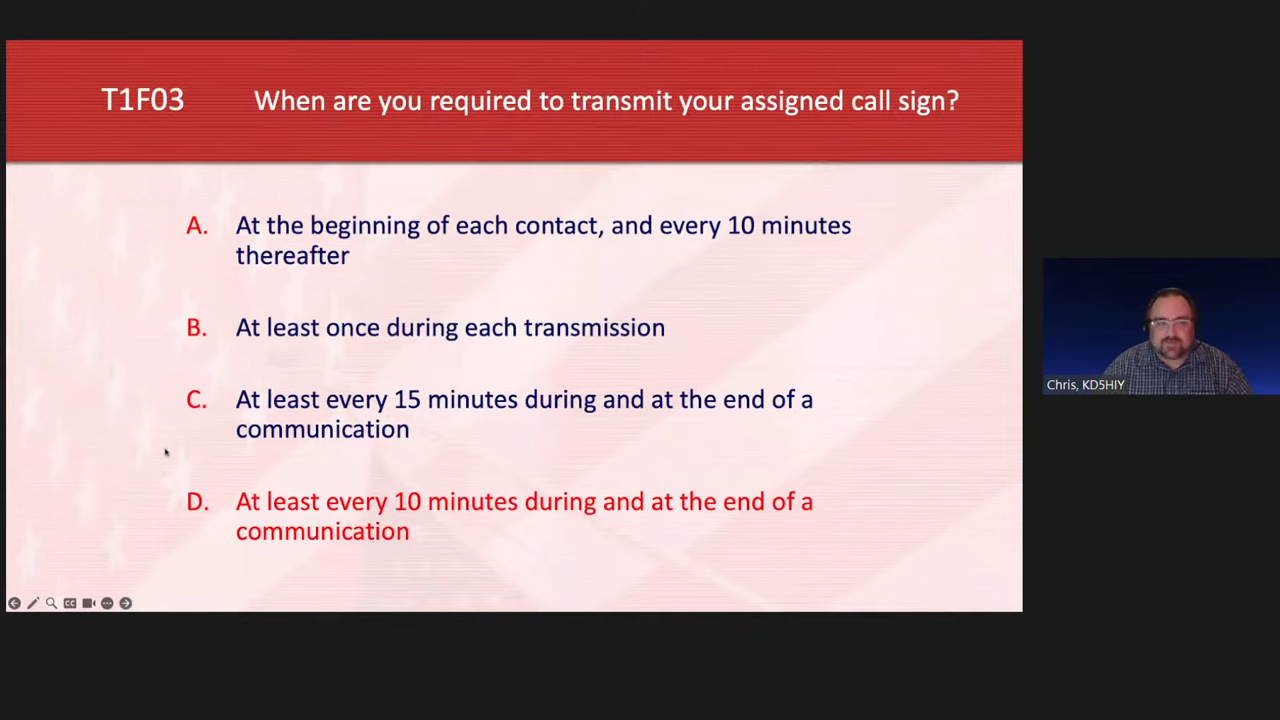 T1F03 When are you required to transmit your assigned call sign?
A. At the beginning of each contact, and every 10 minutes
thereafter
B. At least once during each transmission
C. At least every 15 minutes during and at the end of a
communication
D. At least every 10 minutes during and at the end of a
communication
CC
Chris, KD5HIY